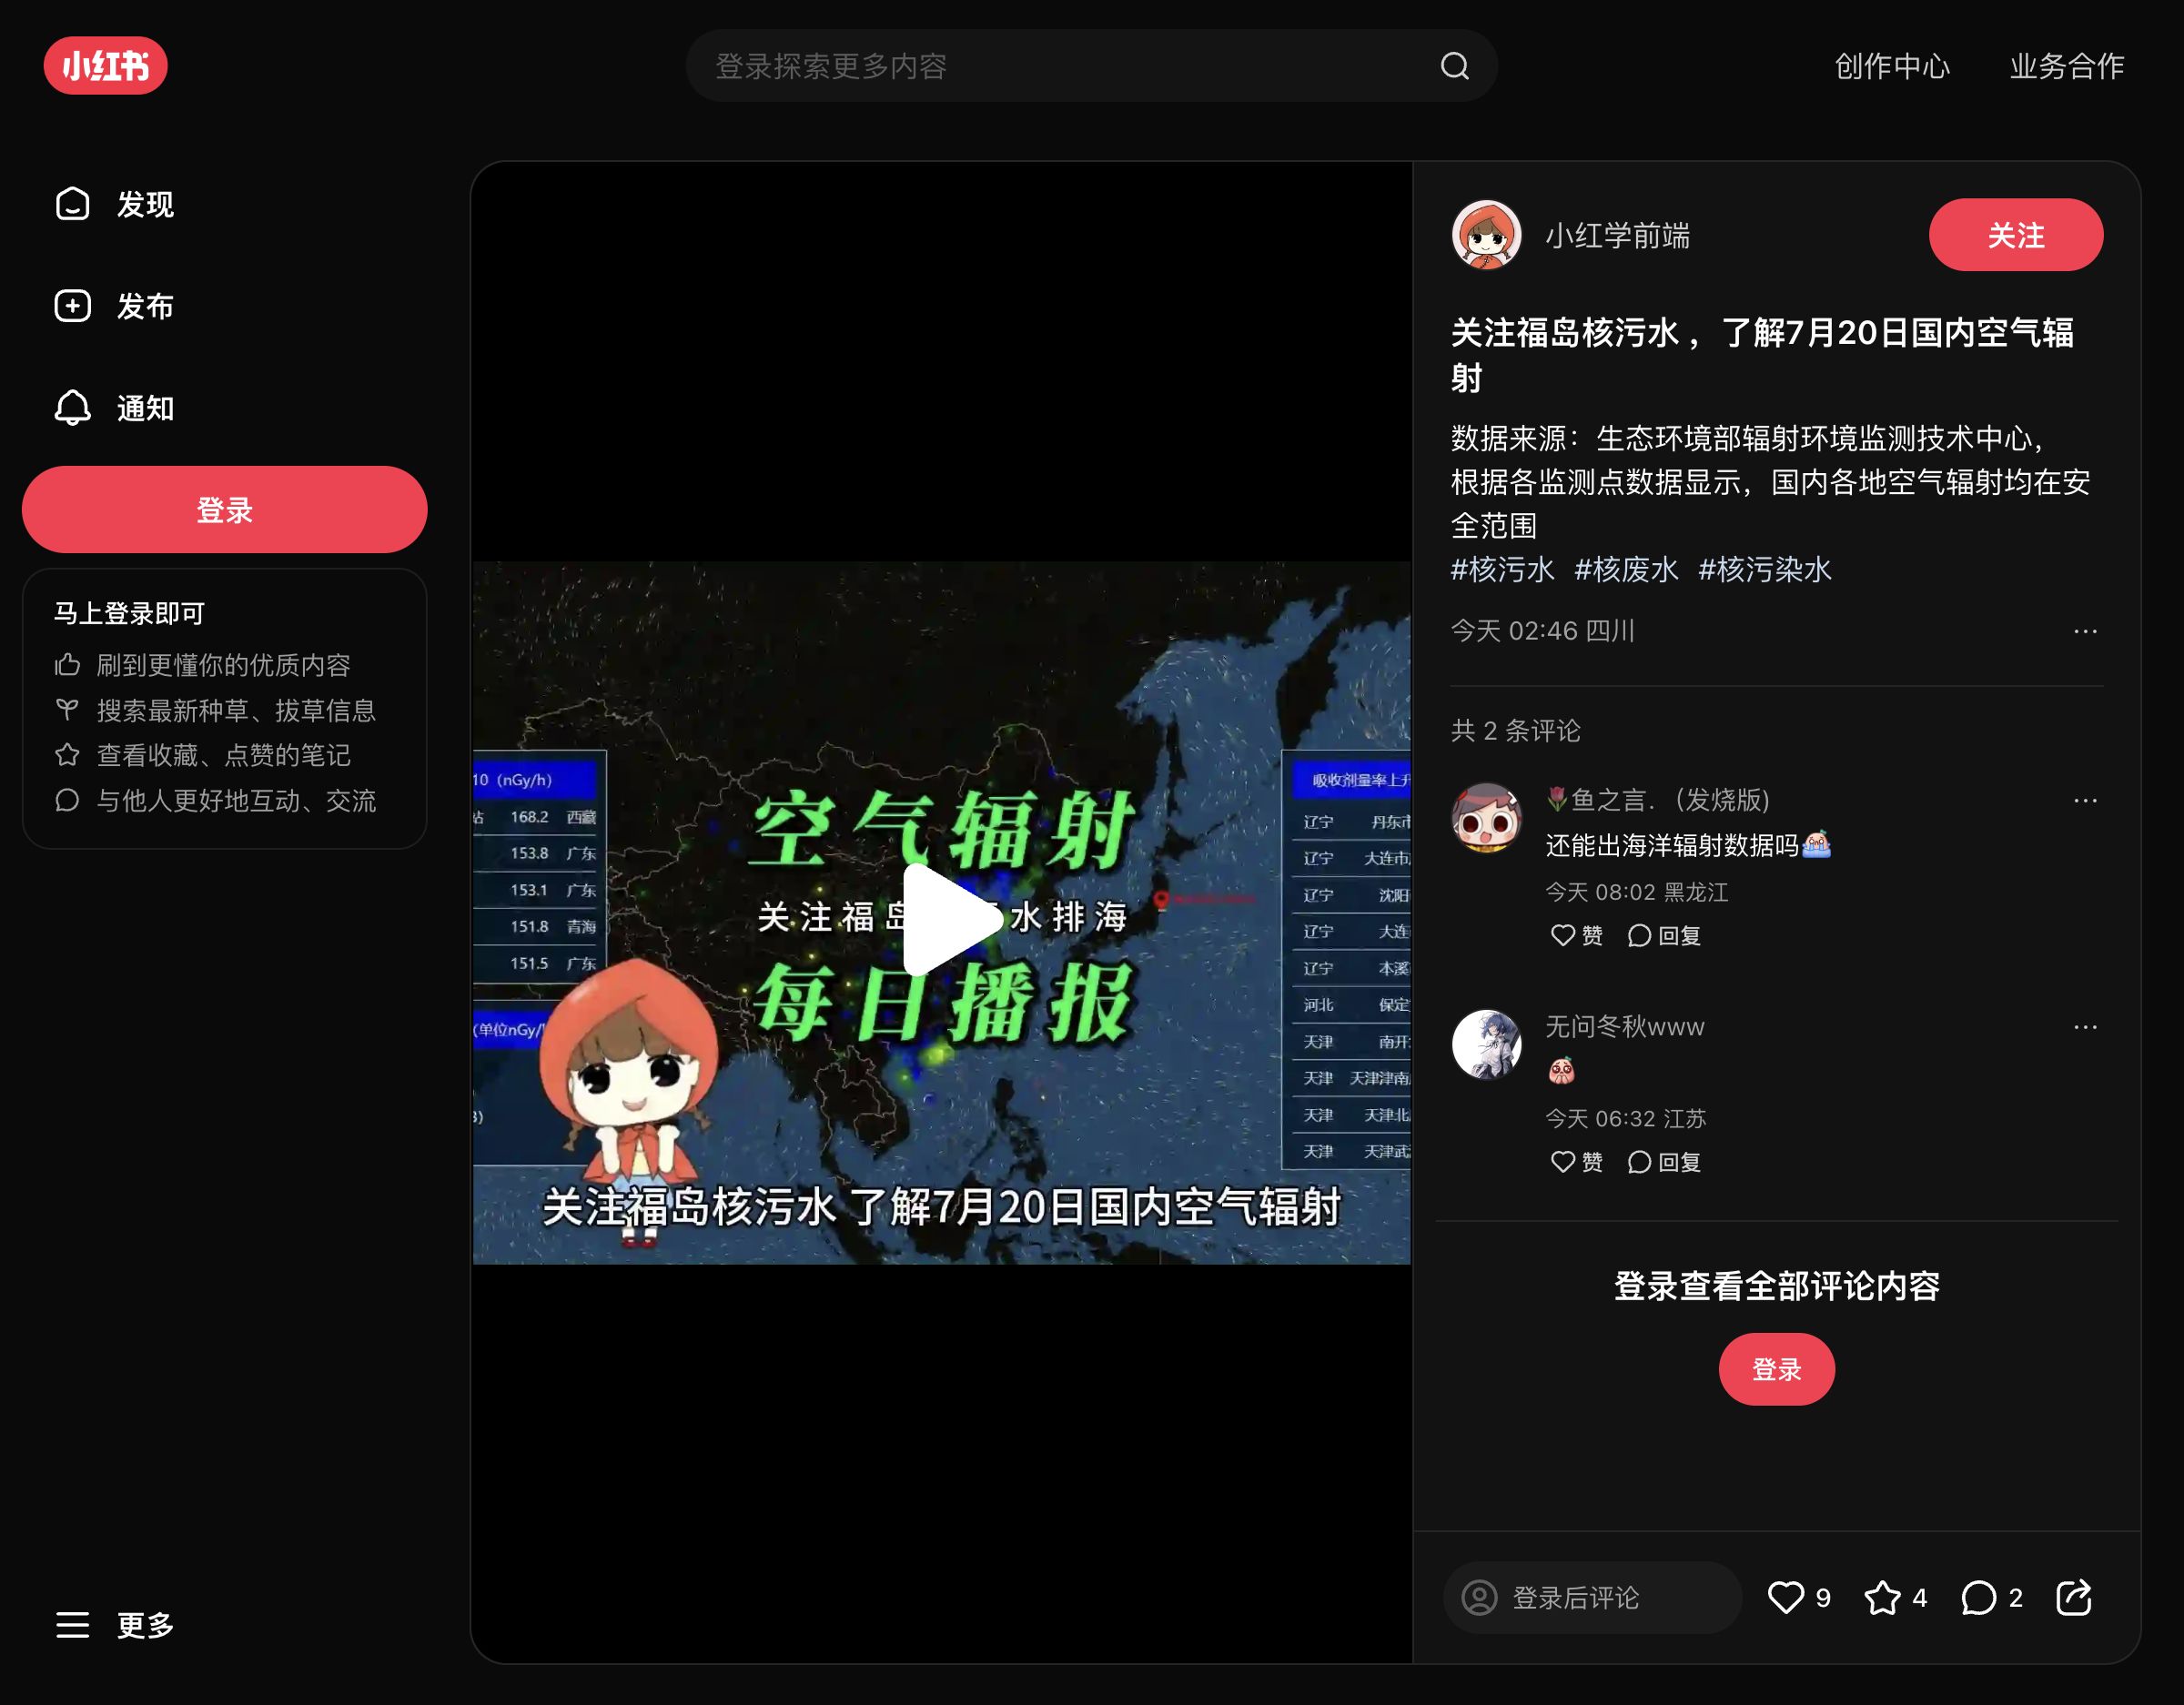 小红书
登录探索更多内容
创作中心
业务合作
发现
发布
通知
登录
马上登录即可
刷到更懂你的优质内容
搜索最新种草、拔草信息
查看收藏、点赞的笔记
与他人更好地互动、交流
更多
10（nGy/h）
站 168.2 西藏
153.8 广东
153.1 广东
151.8 青海
151.5 广东
(单位nGy/
空气辐射
关注福岛
水排海
每日播报
吸收剂量率上升
辽宁 丹东市
辽宁 大连市
辽宁 沈阳
辽宁 大连
辽宁 本溪
河北 保定
天津 南开
天津 天津津南
天津 天津北
天津 天津武
关注福岛核污水 了解7月20日国内空气辐射
小红学前端
关注
关注福岛核污水 ，了解7月20日国内空气辐
射
数据来源：生态环境部辐射环境监测技术中心，
根据各监测点数据显示，国内各地空气辐射均在安
全范围
#核污水 #核废水 #核污染水
今天 02:46 四川
共 2 条评论
🌷鱼之言.（发烧版)
还能出海洋辐射数据吗
今天 08:02 黑龙江
赞 回复
无问冬秋www
今天 06:32 江苏
赞 回复
登录查看全部评论内容
登录
登录后评论
9
4
2